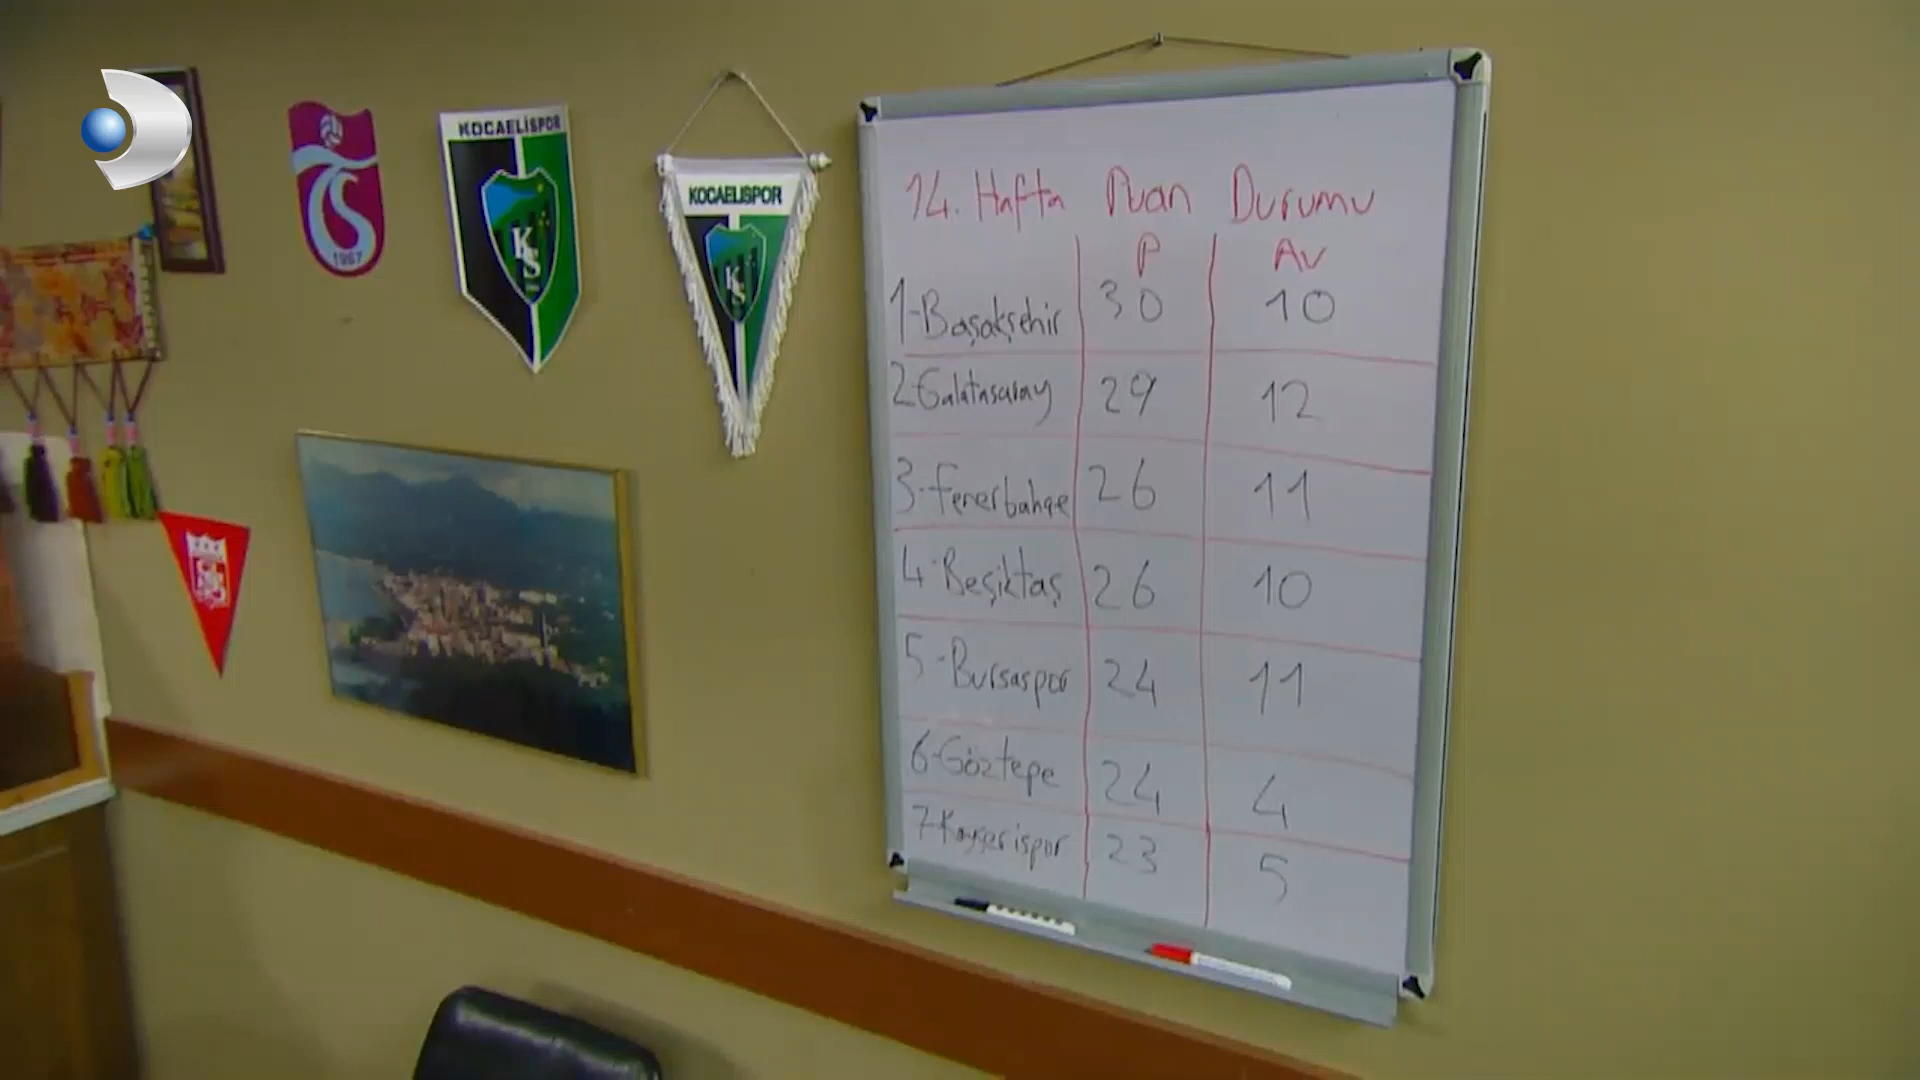 1967
KOCAELİSPOR
KS
KOCAELİSPOR
KS
14. Hafta Puan Durumu
P Av
1-Başakşehir 30 10
2-Galatasaray 29 12
3-Fenerbahçe 26 11
4-Beşiktaş 26 10
5-Bursaspor 24 11
6-Göztepe 24 4
7-Kayserispor 23 5